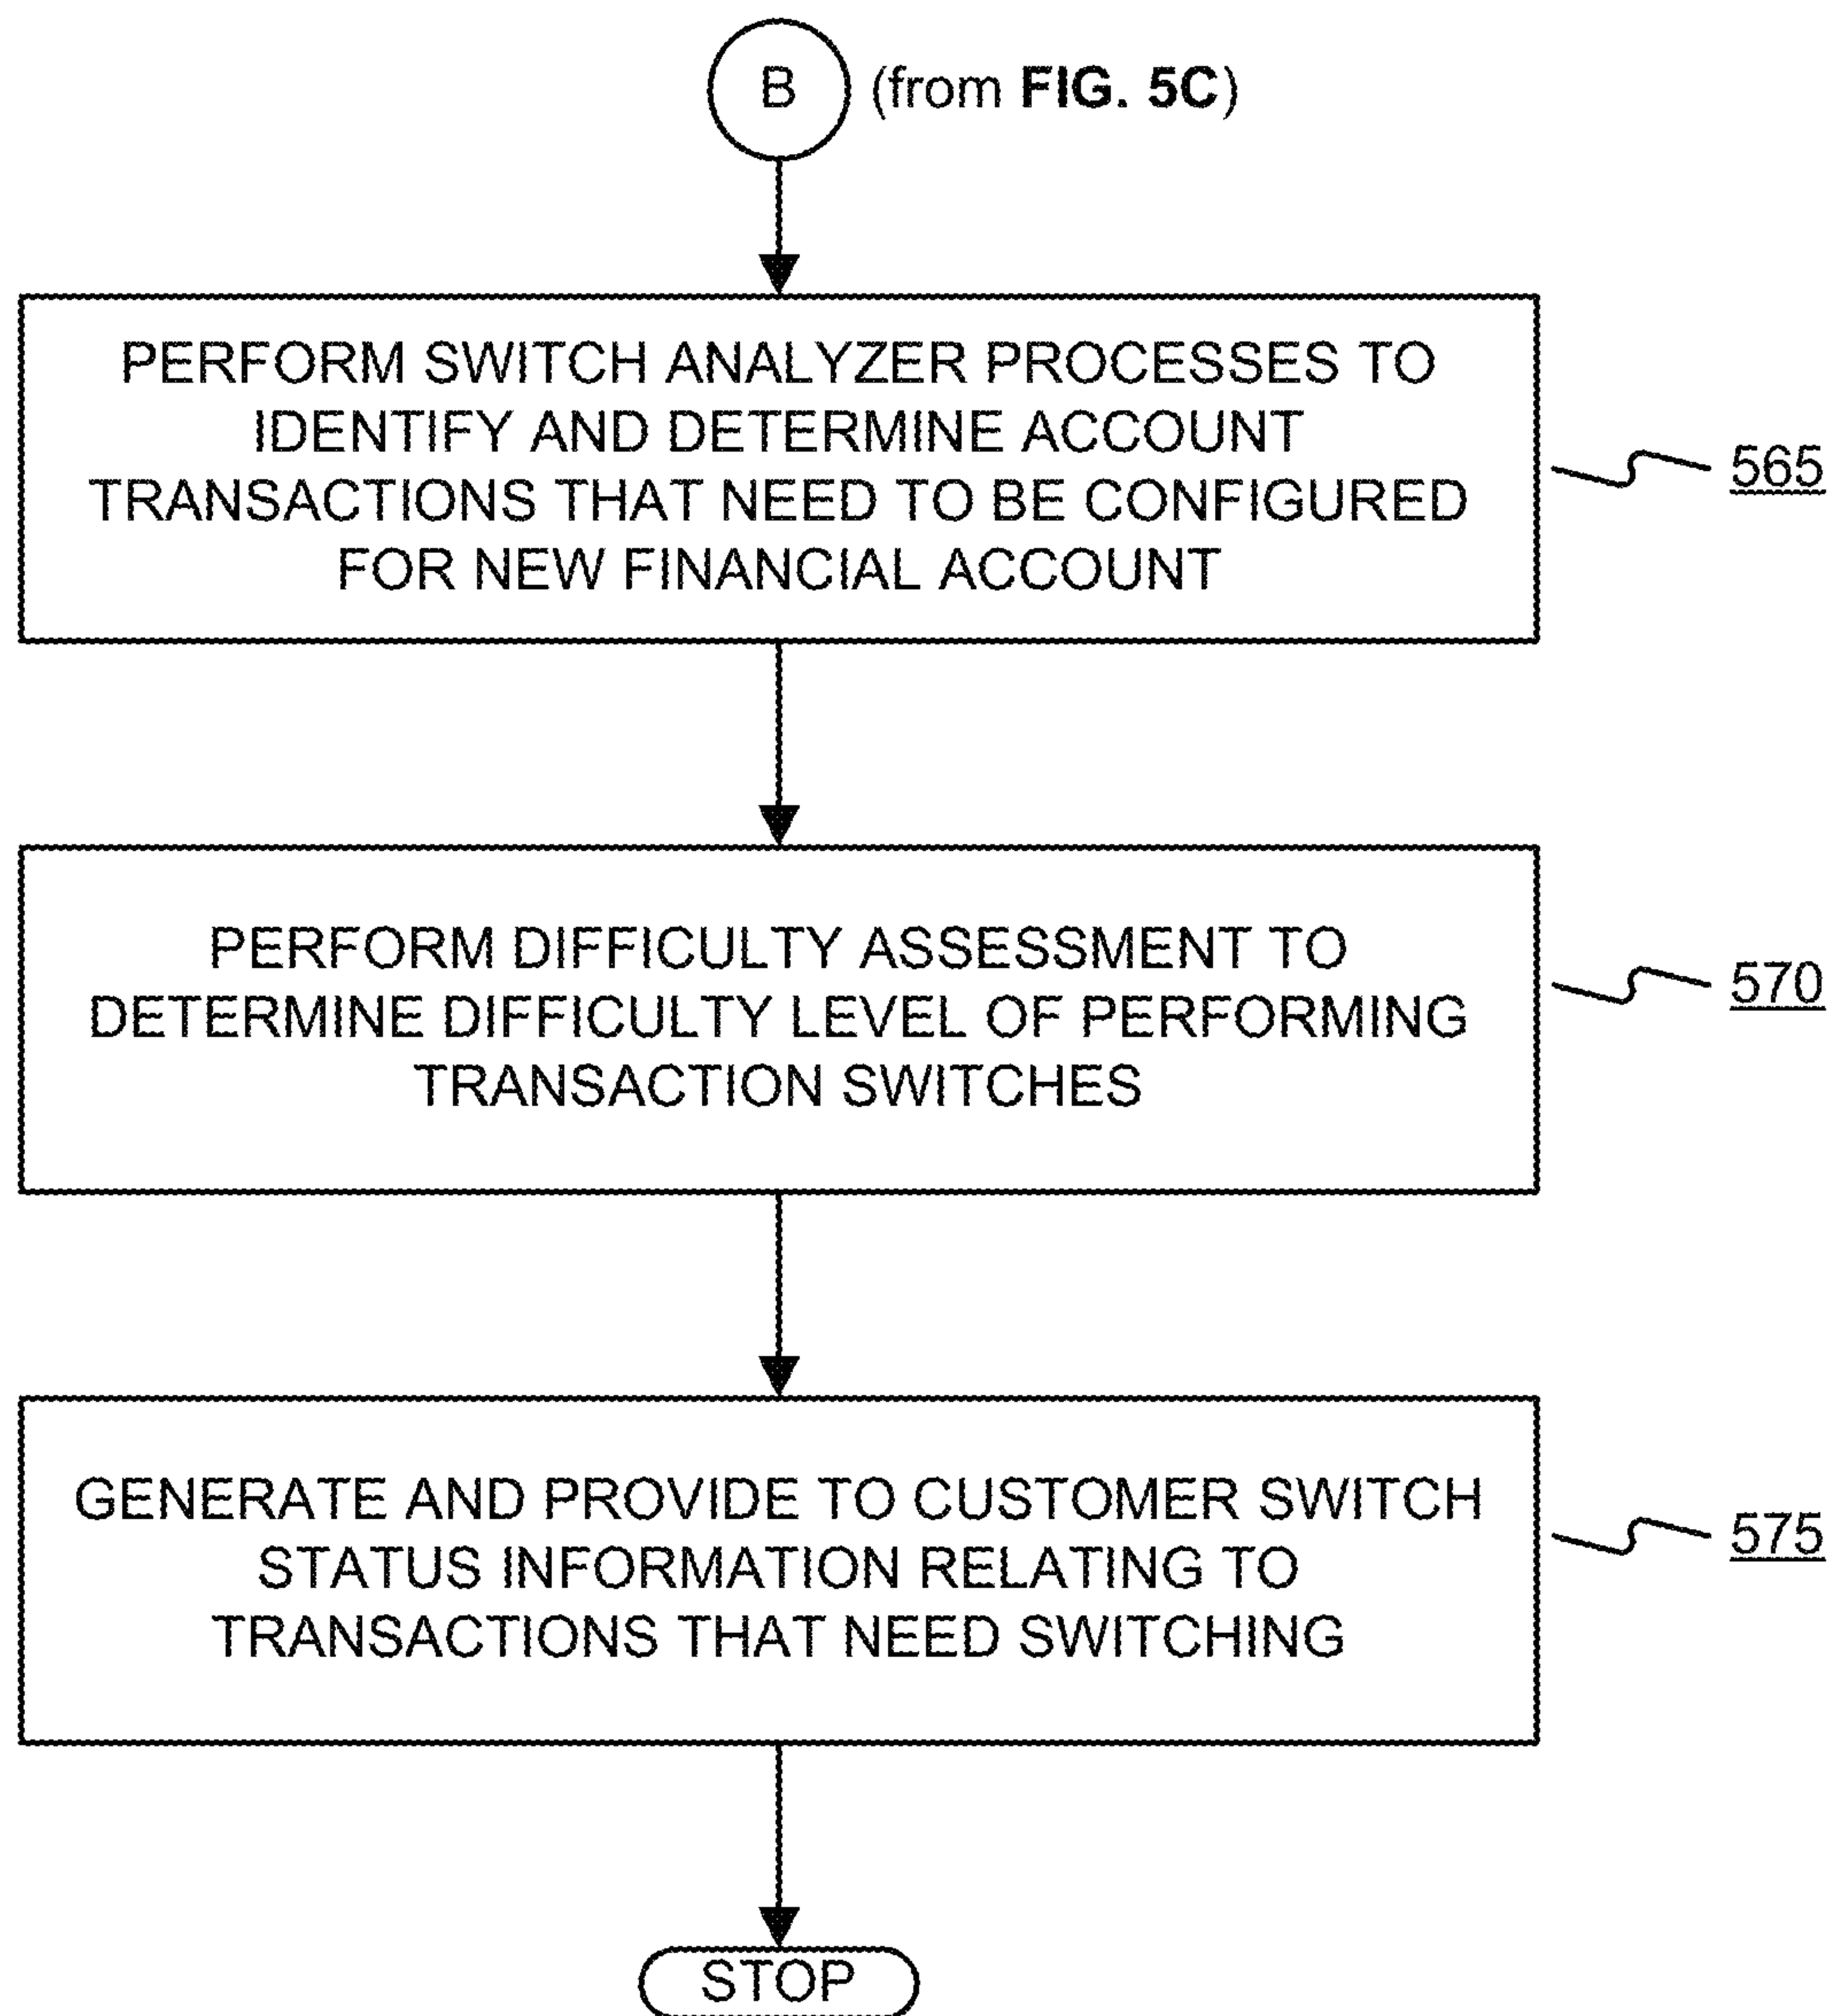 B (from FIG. 5C)
PERFORM SWITCH ANALYZER PROCESSES TO
IDENTIFY AND DETERMINE ACCOUNT
TRANSACTIONS THAT NEED TO BE CONFIGURED
FOR NEW FINANCIAL ACCOUNT
565
PERFORM DIFFICULTY ASSESSMENT TO
DETERMINE DIFFICULTY LEVEL OF PERFORMING
TRANSACTION SWITCHES
570
GENERATE AND PROVIDE TO CUSTOMER SWITCH
STATUS INFORMATION RELATING TO
TRANSACTIONS THAT NEED SWITCHING
575
STOP